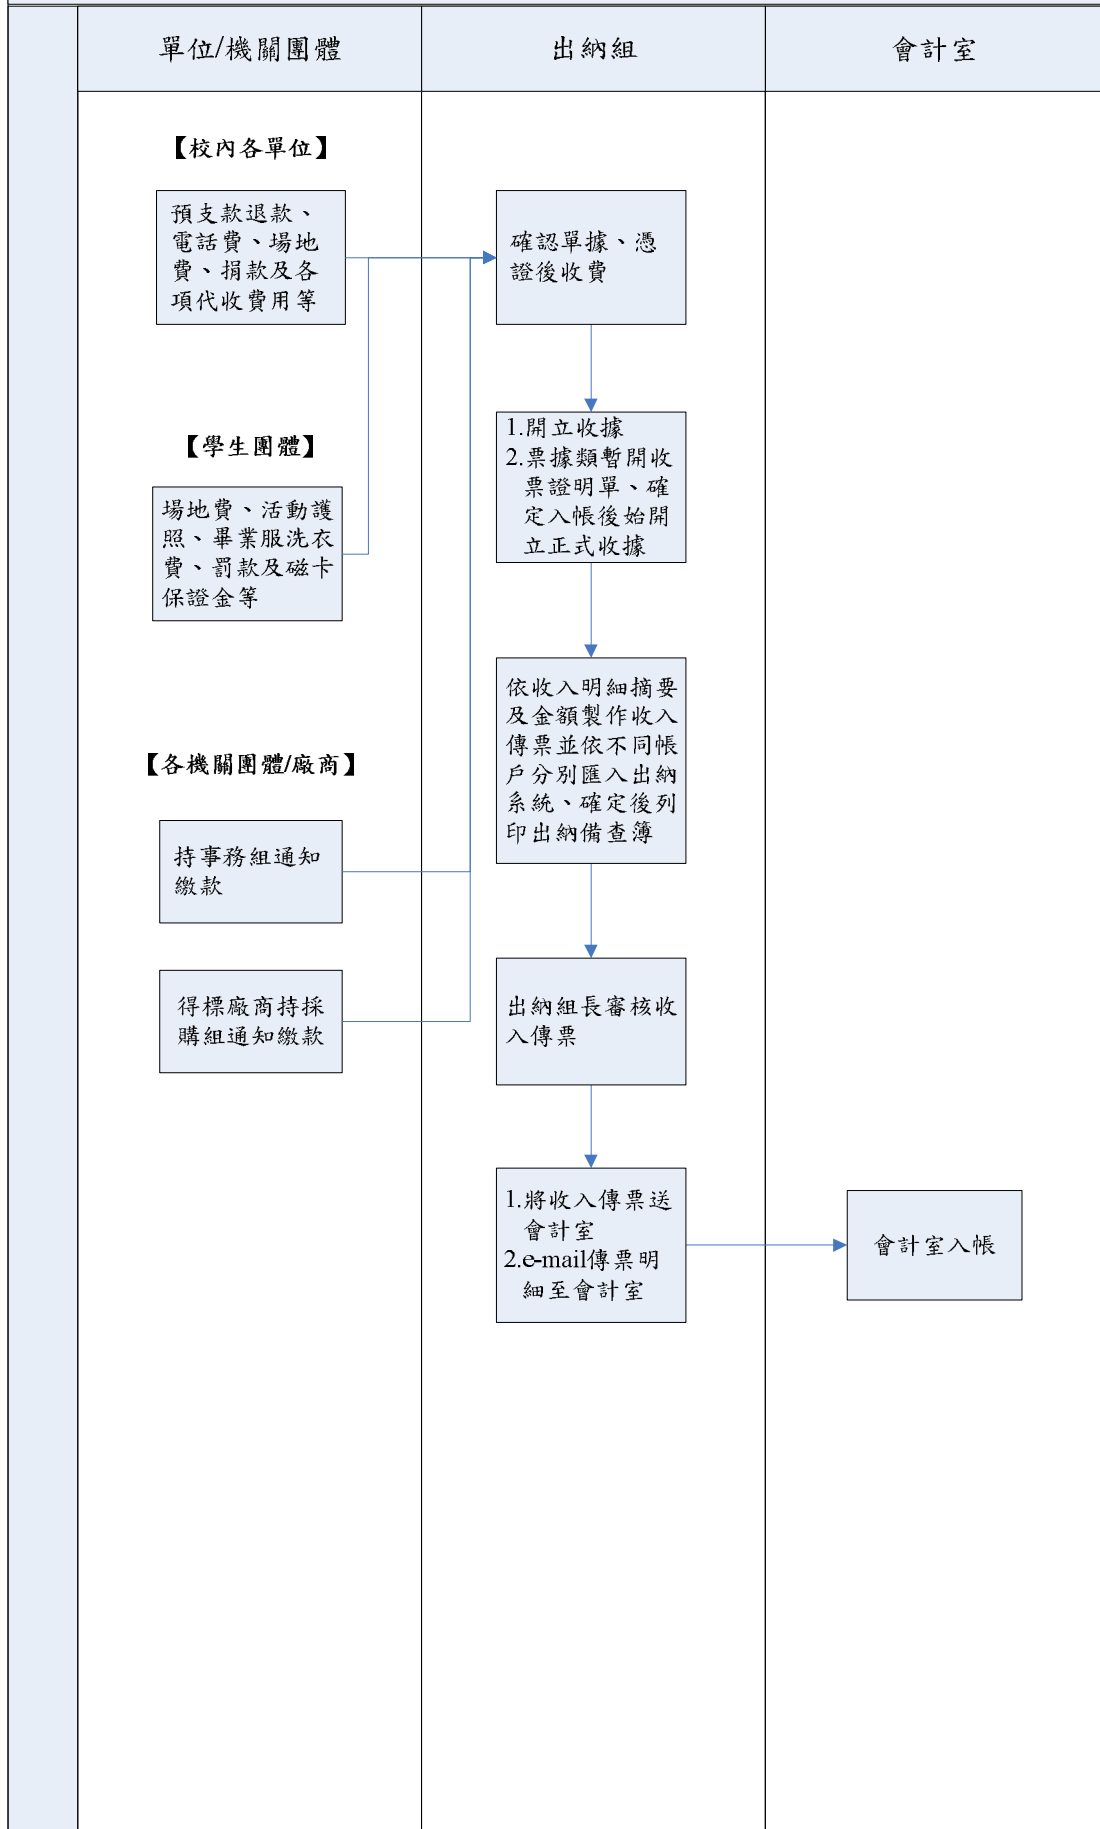 單位/機關團體
出納組
會計室
【校內各單位】
預支款退款、
電話費、場地
費、捐款及各
項代收費用等
【學生團體】
場地費、活動護
照、畢業服洗衣
費、罰款及磁卡
保證金等
【各機關團體/廠商】
持事務組通知
繳款
得標廠商持採
購組通知繳款
確認單據、憑
證後收費
1.開立收據
2.票據類暫開收
票證明單、確
定入帳後始開
立正式收據
依收入明細摘要
及金額製作收入
傳票並依不同帳
戶分別匯入出納
系統、確定後列
印出納備查簿
出納組長審核收
入傳票
1.將收入傳票送
會計室
2.e-mail傳票明
細至會計室
會計室入帳